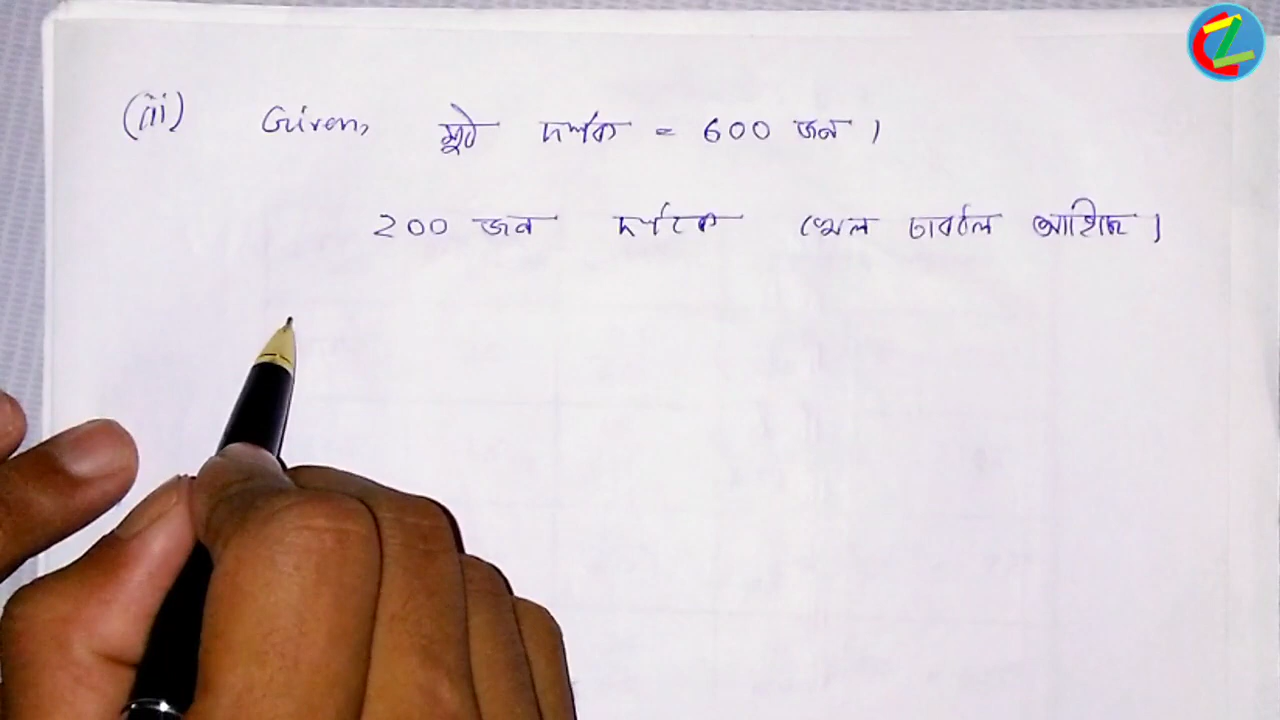 (iii) Given, মুঠ দৰ্শক = 600 জন ।
200 জন দৰ্শকে খেল চাবলৈ আহিছে ।